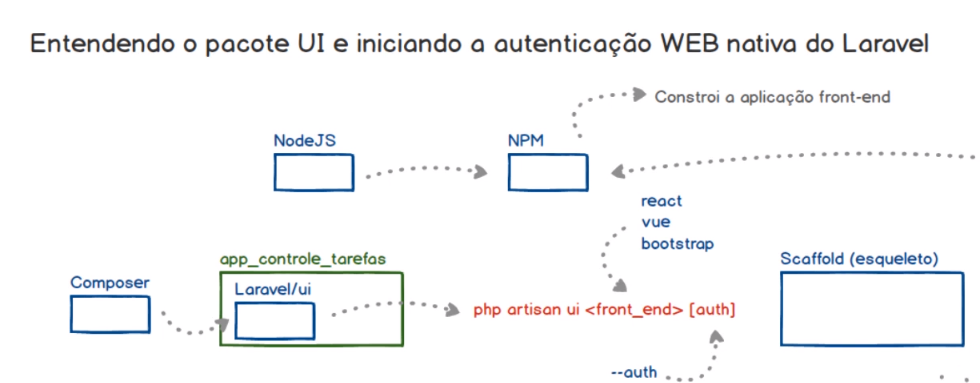 Entendendo o pacote UI e iniciando a autenticação WEB nativa do Laravel
Constroi a aplicação front-end
NodeJS
NPM
react
vue
bootstrap
app_controle_tarefas
Scaffold (esqueleto)
Composer
Laravel/ui
php artisan ui <front_end> [auth]
--auth